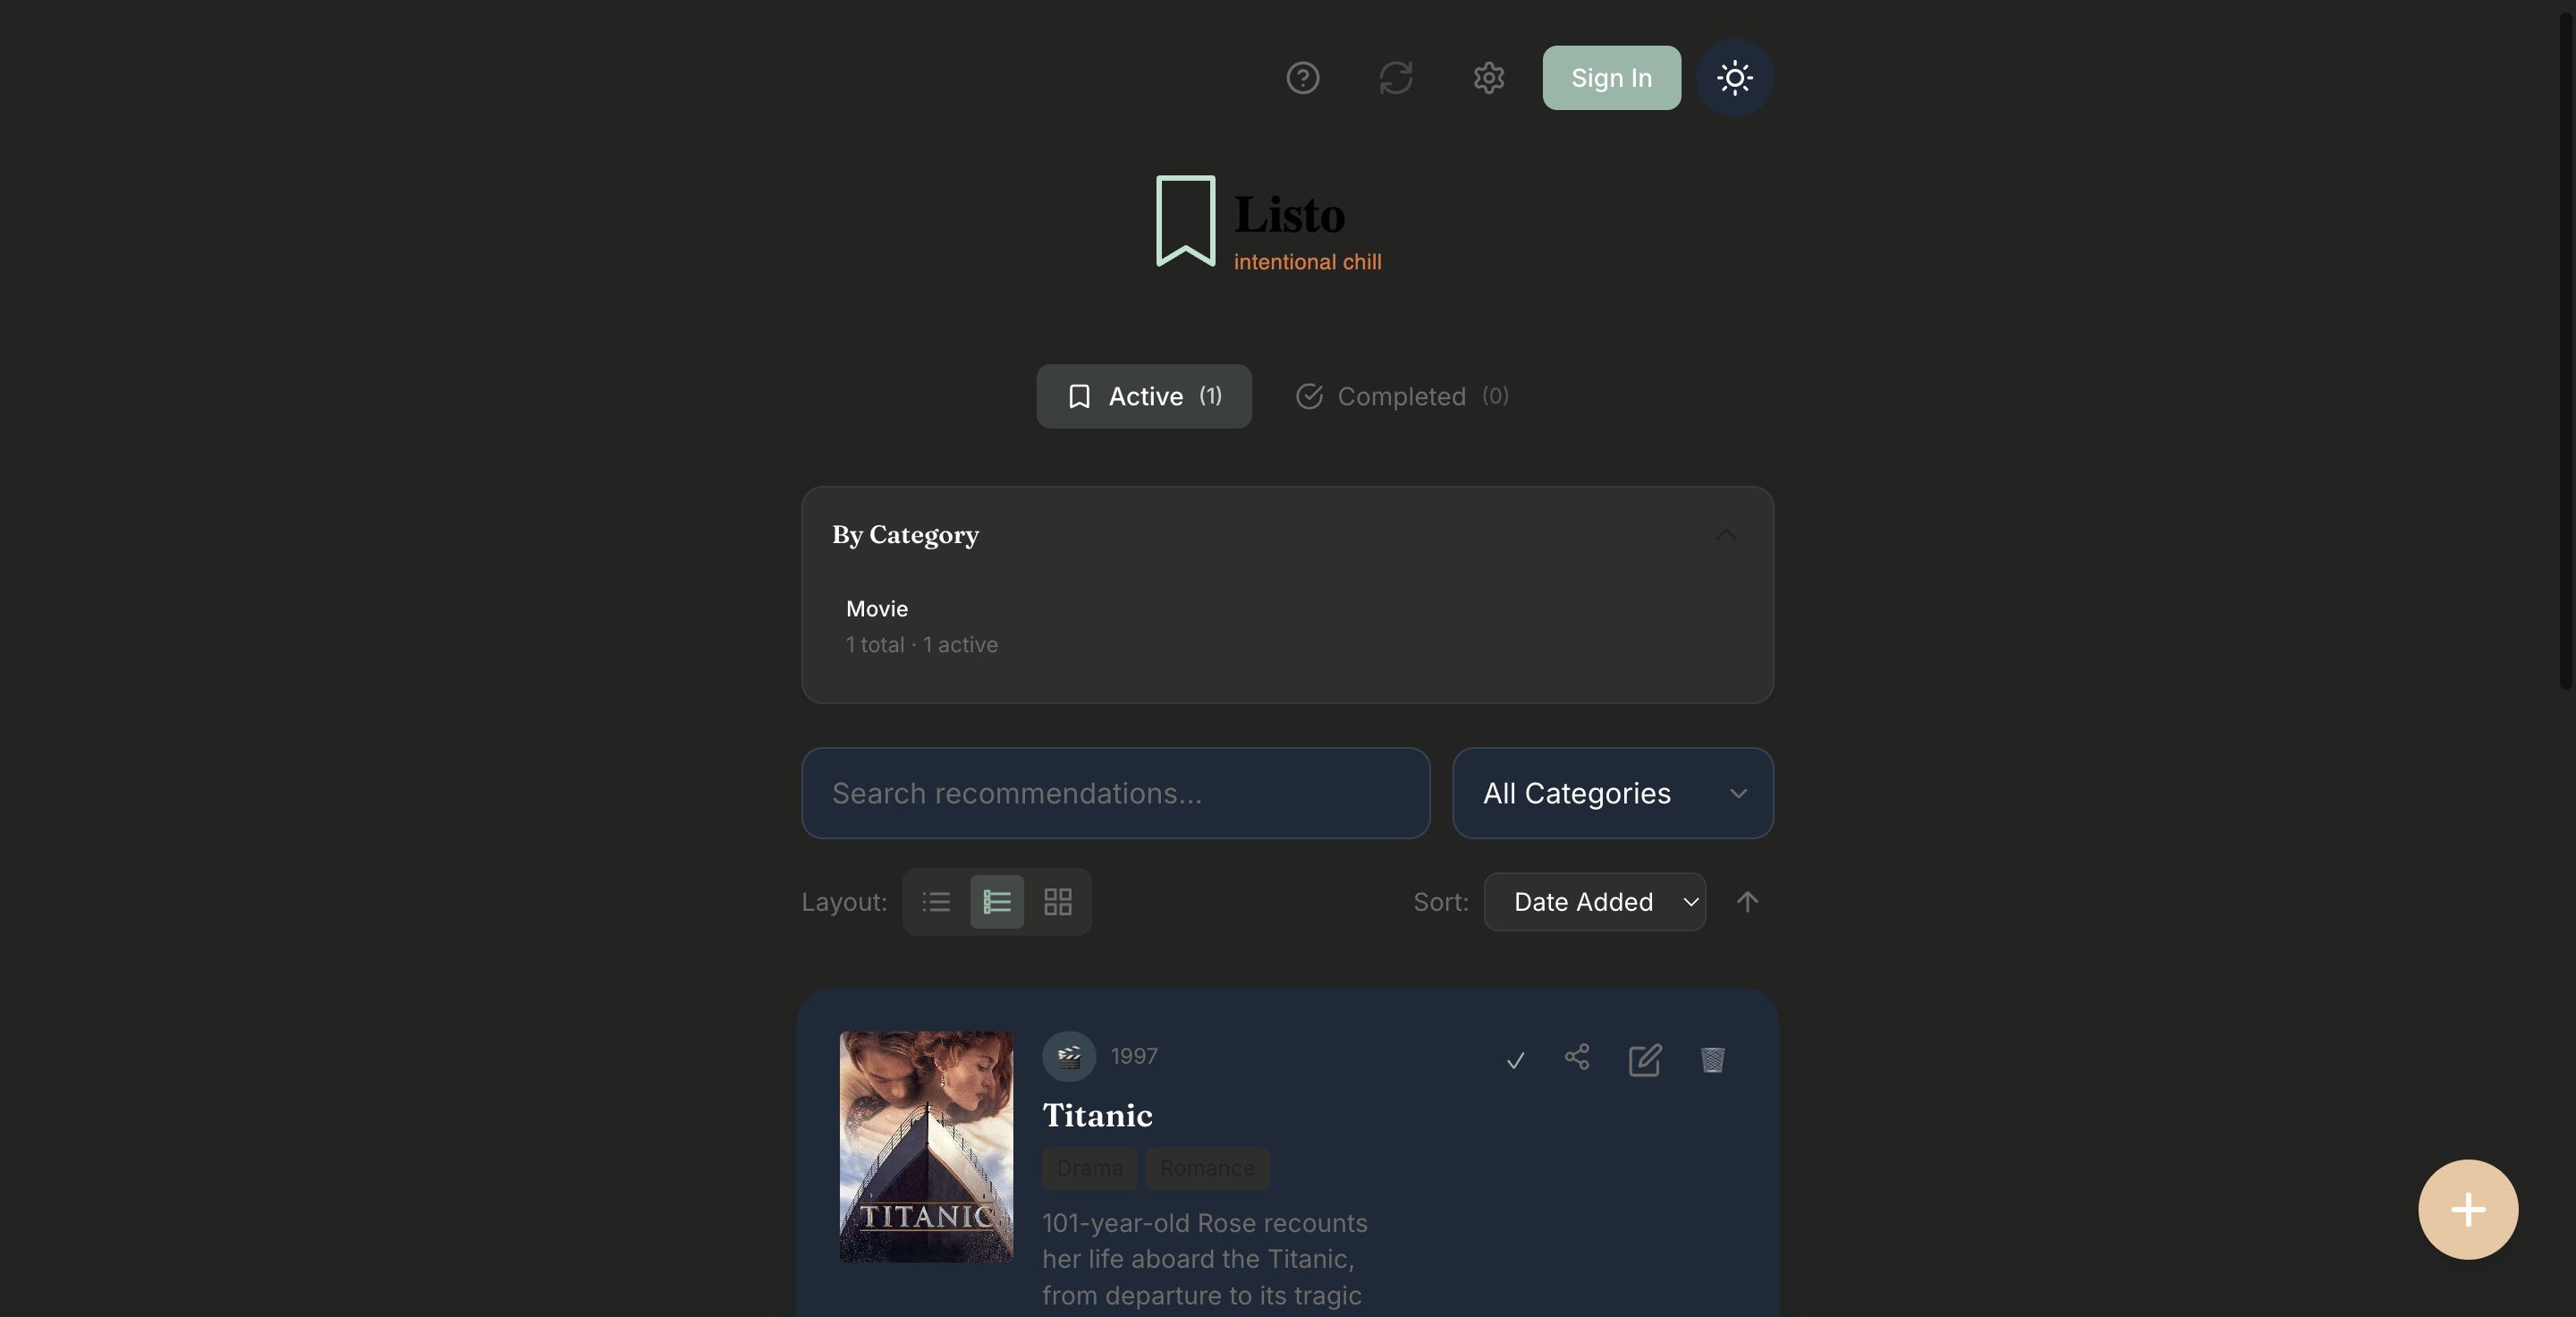 Sign In
Listo
intentional chill
Active (1)
Completed (0)
By Category
Movie
1 total · 1 active
Search recommendations...
All Categories
Layout:
Sort:
Date Added
1997
Titanic
Drama
Romance
TITANIC
101-year-old Rose recounts
her life aboard the Titanic,
from departure to its tragic